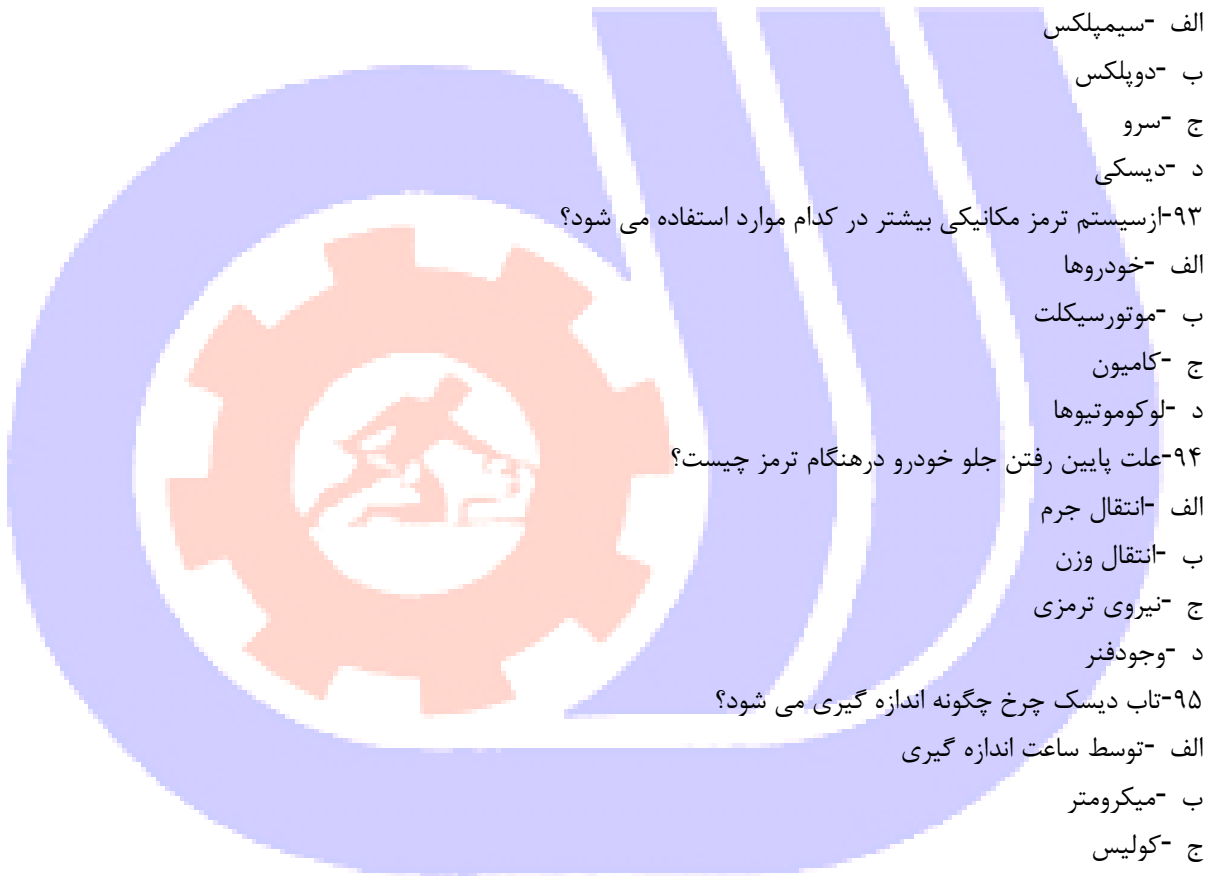 الف -سیمپلکس
ب -دوپلکس
ج -سرو
د -دیسکی
۹۳-ازسیستم ترمز مکانیکی بیشتر در کدام موارد استفاده می شود؟
الف -خودروها
ب -موتورسیکلت
ج -کامیون
د -لوکوموتیوها
۹۴-علت پایین رفتن جلو خودرو درهنگام ترمز چیست؟
الف -انتقال جرم
ب -انتقال وزن
ج -نیروی ترمزی
د -وجودفنر
۹۵-تاب دیسک چرخ چگونه اندازه گیری می شود؟
الف -توسط ساعت اندازه گیری
ب -میکرومتر
ج -کولیس